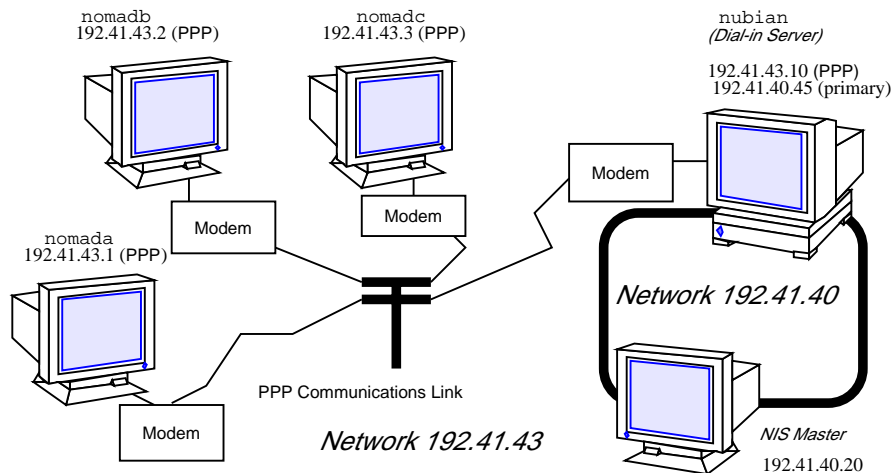 nomadb
192.41.43.2 (PPP)
nomadc
192.41.43.3 (PPP)
nubian
(Dial-in Server)
192.41.43.10 (PPP)
192.41.40.45 (primary)
Modem
Modem
Modem
nomada
192.41.43.1 (PPP)
Network 192.41.40
PPP Communications Link
Modem
Network 192.41.43
NIS Master
192.41.40.20